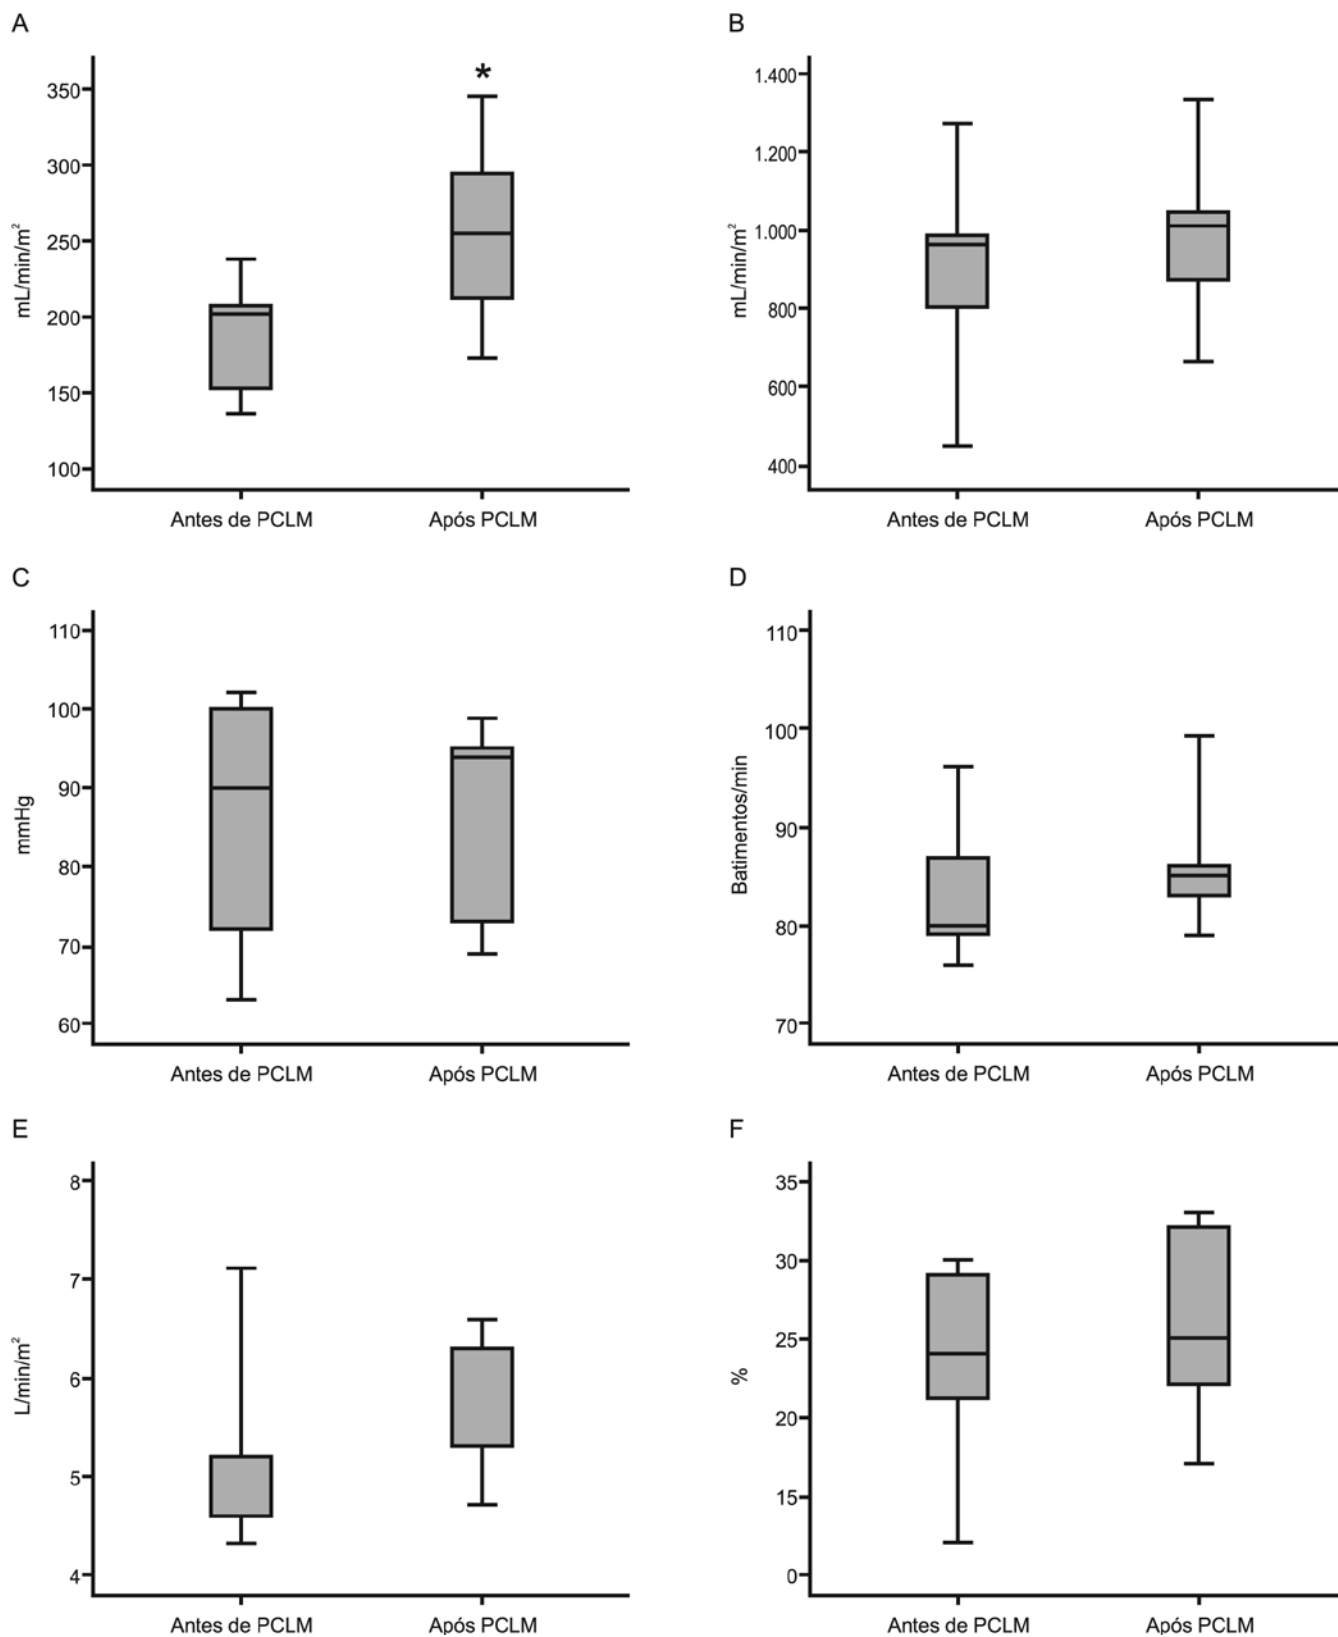 A
350
300
250
200
150
100
mL/min/m²
*
Antes de PCLM
Após PCLM
B
1.400
1.200
1.000
800
600
400
mL/min/m²
Antes de PCLM
Após PCLM
C
110
100
90
80
70
60
mmHg
Antes de PCLM
Após PCLM
D
110
100
90
80
70
Batimentos/min
Antes de PCLM
Após PCLM
E
8
7
6
5
4
L/min/m²
Antes de PCLM
Após PCLM
F
35
30
25
20
15
0
%
Antes de PCLM
Após PCLM